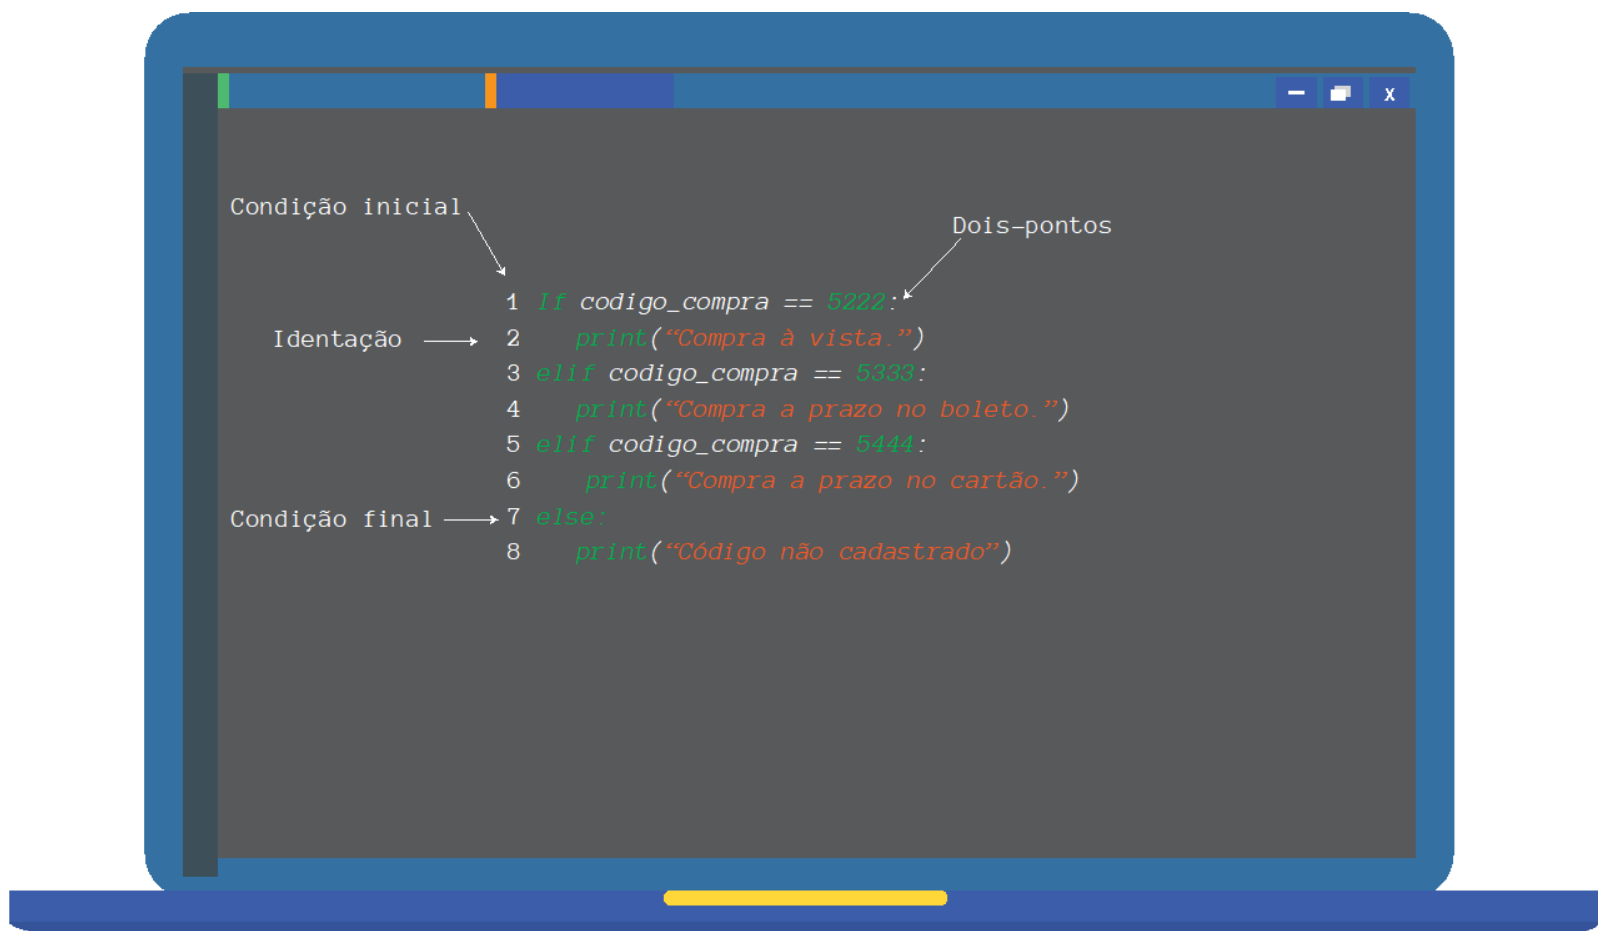 X
Condição inicial
Dois-pontos
1 If codigo_compra == 5222:
Identação
2 print(“Compra à vista.”)
3 elif codigo_compra == 5333:
4 print(“Compra a prazo no boleto.”)
5 elif codigo_compra == 5444:
6 print(“Compra a prazo no cartão.”)
Condição final
7 else:
8 print(“Código não cadastrado”)